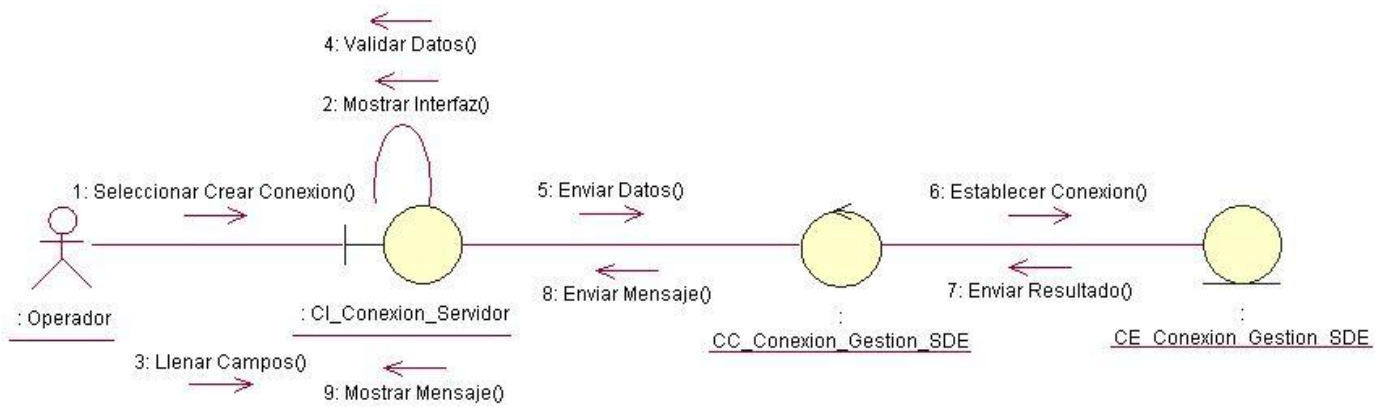 4: Validar Datos()
2: Mostrar Interfaz()
1: Seleccionar Crear Conexion()
5: Enviar Datos()
6: Establecer Conexion()
8: Enviar Mensaje()
7: Enviar Resultado()
: Operador
: CI_Conexion_Servidor
:
CC_Conexion_Gestion_SDE
:
CE_Conexion_Gestion_SDE
3: Llenar Campos()
9: Mostrar Mensaje()